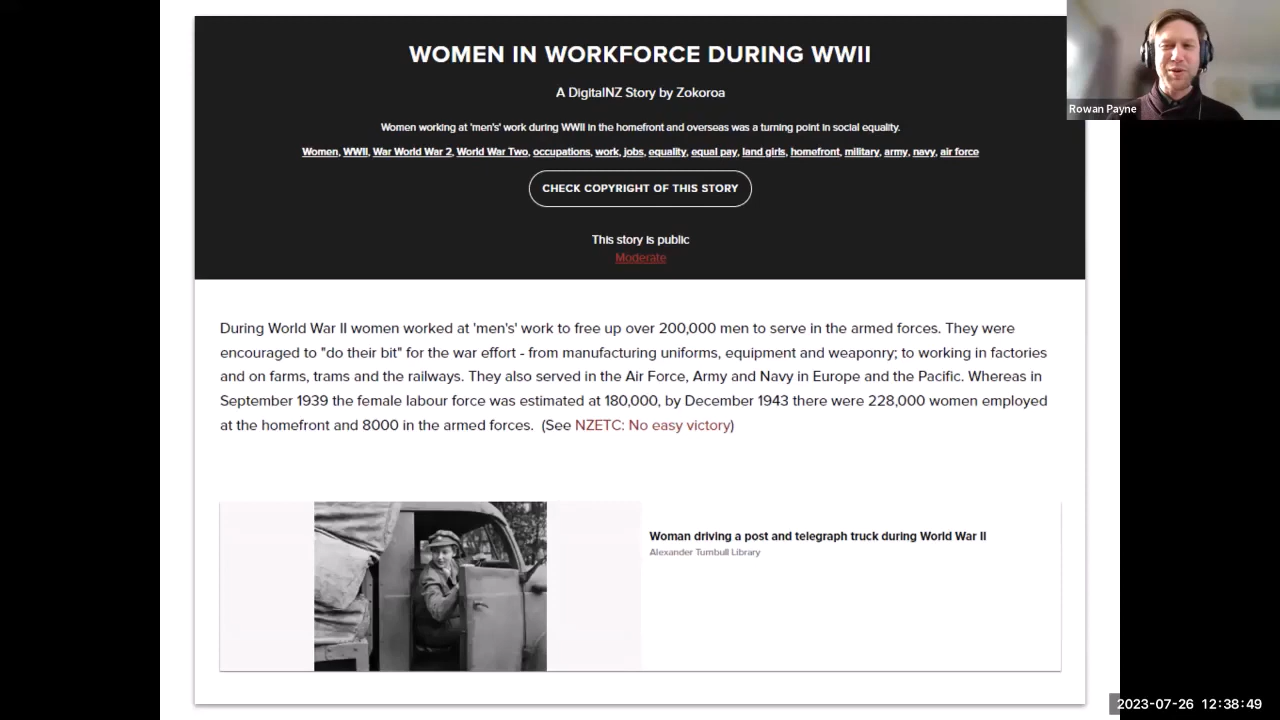 WOMEN IN WORKFORCE DURING WWII
A DigitalNZ Story by Zokoroa
Women working at 'men's' work during WWII in the homefront and overseas was a turning point in social equality.
Women, WWII, War World War 2, World War Two, occupations, work, jobs, equality, equal pay, land girls, homefront, military, army, navy, air force
CHECK COPYRIGHT OF THIS STORY
This story is public
Moderate
Rowan Payne
During World War II women worked at 'men's' work to free up over 200,000 men to serve in the armed forces. They were
encouraged to "do their bit" for the war effort - from manufacturing uniforms, equipment and weaponry; to working in factories
and on farms, trams and the railways. They also served in the Air Force, Army and Navy in Europe and the Pacific. Whereas in
September 1939 the female labour force was estimated at 180,000, by December 1943 there were 228,000 women employed
at the homefront and 8000 in the armed forces. (See NZETC: No easy victory)
Woman driving a post and telegraph truck during World War II
Alexander Turnbull Library
2023-07-26 12:38:49